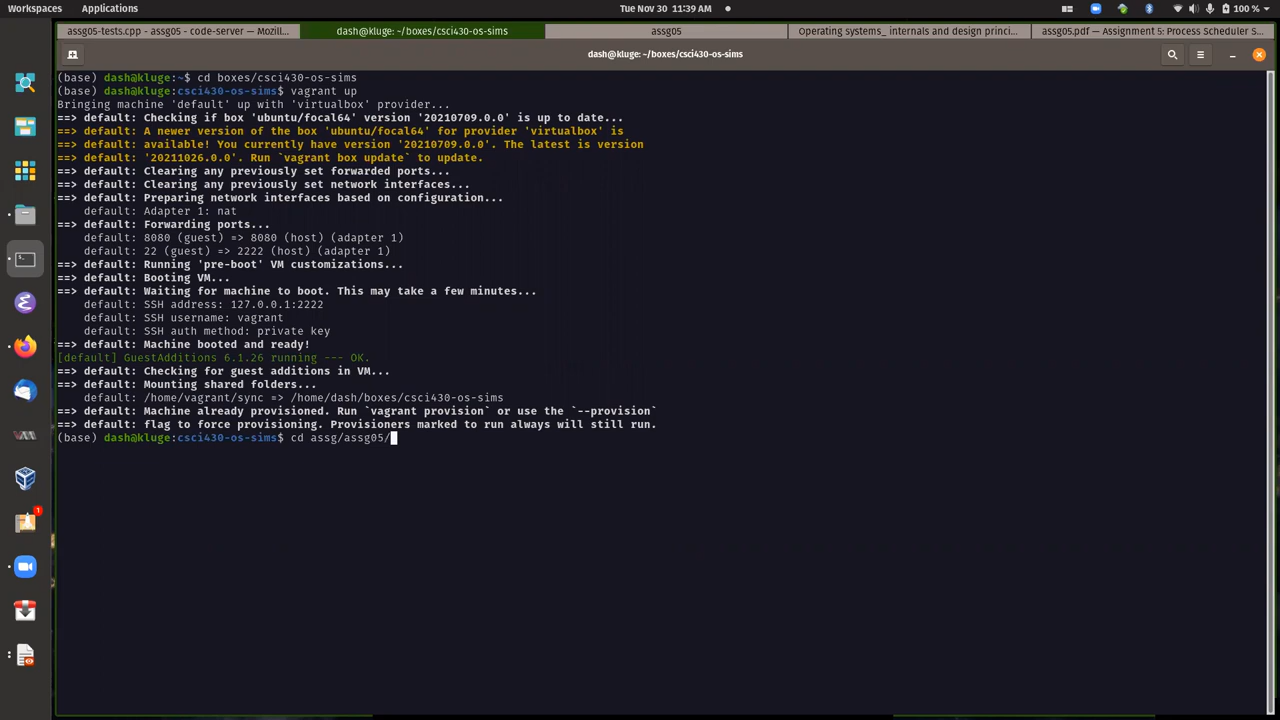 Workspaces Applications Tue Nov 30 11:39 AM 100 %
assg05-tests.cpp - assg05 - code-server — Mozill... dash@kluge: ~/boxes/csci430-os-sims assg05 Operating systems_ internals and design princi... assg05.pdf — Assignment 5: Process Scheduler S...
dash@kluge: ~/boxes/csci430-os-sims
(base) dash@kluge:~$ cd boxes/csci430-os-sims
(base) dash@kluge:csci430-os-sims$ vagrant up
Bringing machine 'default' up with 'virtualbox' provider...
==> default: Checking if box 'ubuntu/focal64' version '20210709.0.0' is up to date...
==> default: A newer version of the box 'ubuntu/focal64' for provider 'virtualbox' is
==> default: available! You currently have version '20210709.0.0'. The latest is version
==> default: '20211026.0.0'. Run `vagrant box update` to update.
==> default: Clearing any previously set forwarded ports...
==> default: Clearing any previously set network interfaces...
==> default: Preparing network interfaces based on configuration...
default: Adapter 1: nat
==> default: Forwarding ports...
default: 8080 (guest) => 8080 (host) (adapter 1)
default: 22 (guest) => 2222 (host) (adapter 1)
==> default: Running 'pre-boot' VM customizations...
==> default: Booting VM...
==> default: Waiting for machine to boot. This may take a few minutes...
default: SSH address: 127.0.0.1:2222
default: SSH username: vagrant
default: SSH auth method: private key
==> default: Machine booted and ready!
[default] GuestAdditions 6.1.26 running --- OK.
==> default: Checking for guest additions in VM...
==> default: Mounting shared folders...
default: /home/vagrant/sync => /home/dash/boxes/csci430-os-sims
==> default: Machine already provisioned. Run `vagrant provision` or use the `--provision`
==> default: flag to force provisioning. Provisioners marked to run always will still run.
(base) dash@kluge:csci430-os-sims$ cd assg/assg05/
1